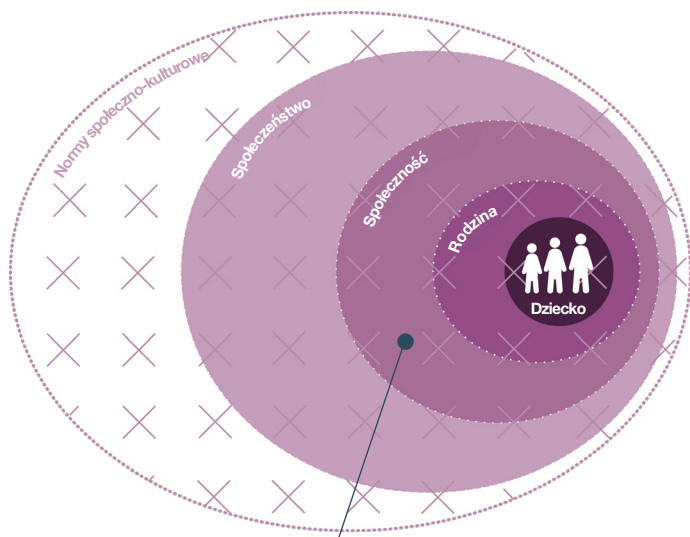 Normy społeczno-kulturowe
Społeczeństwo
Społeczność
Rodzina
Dziecko